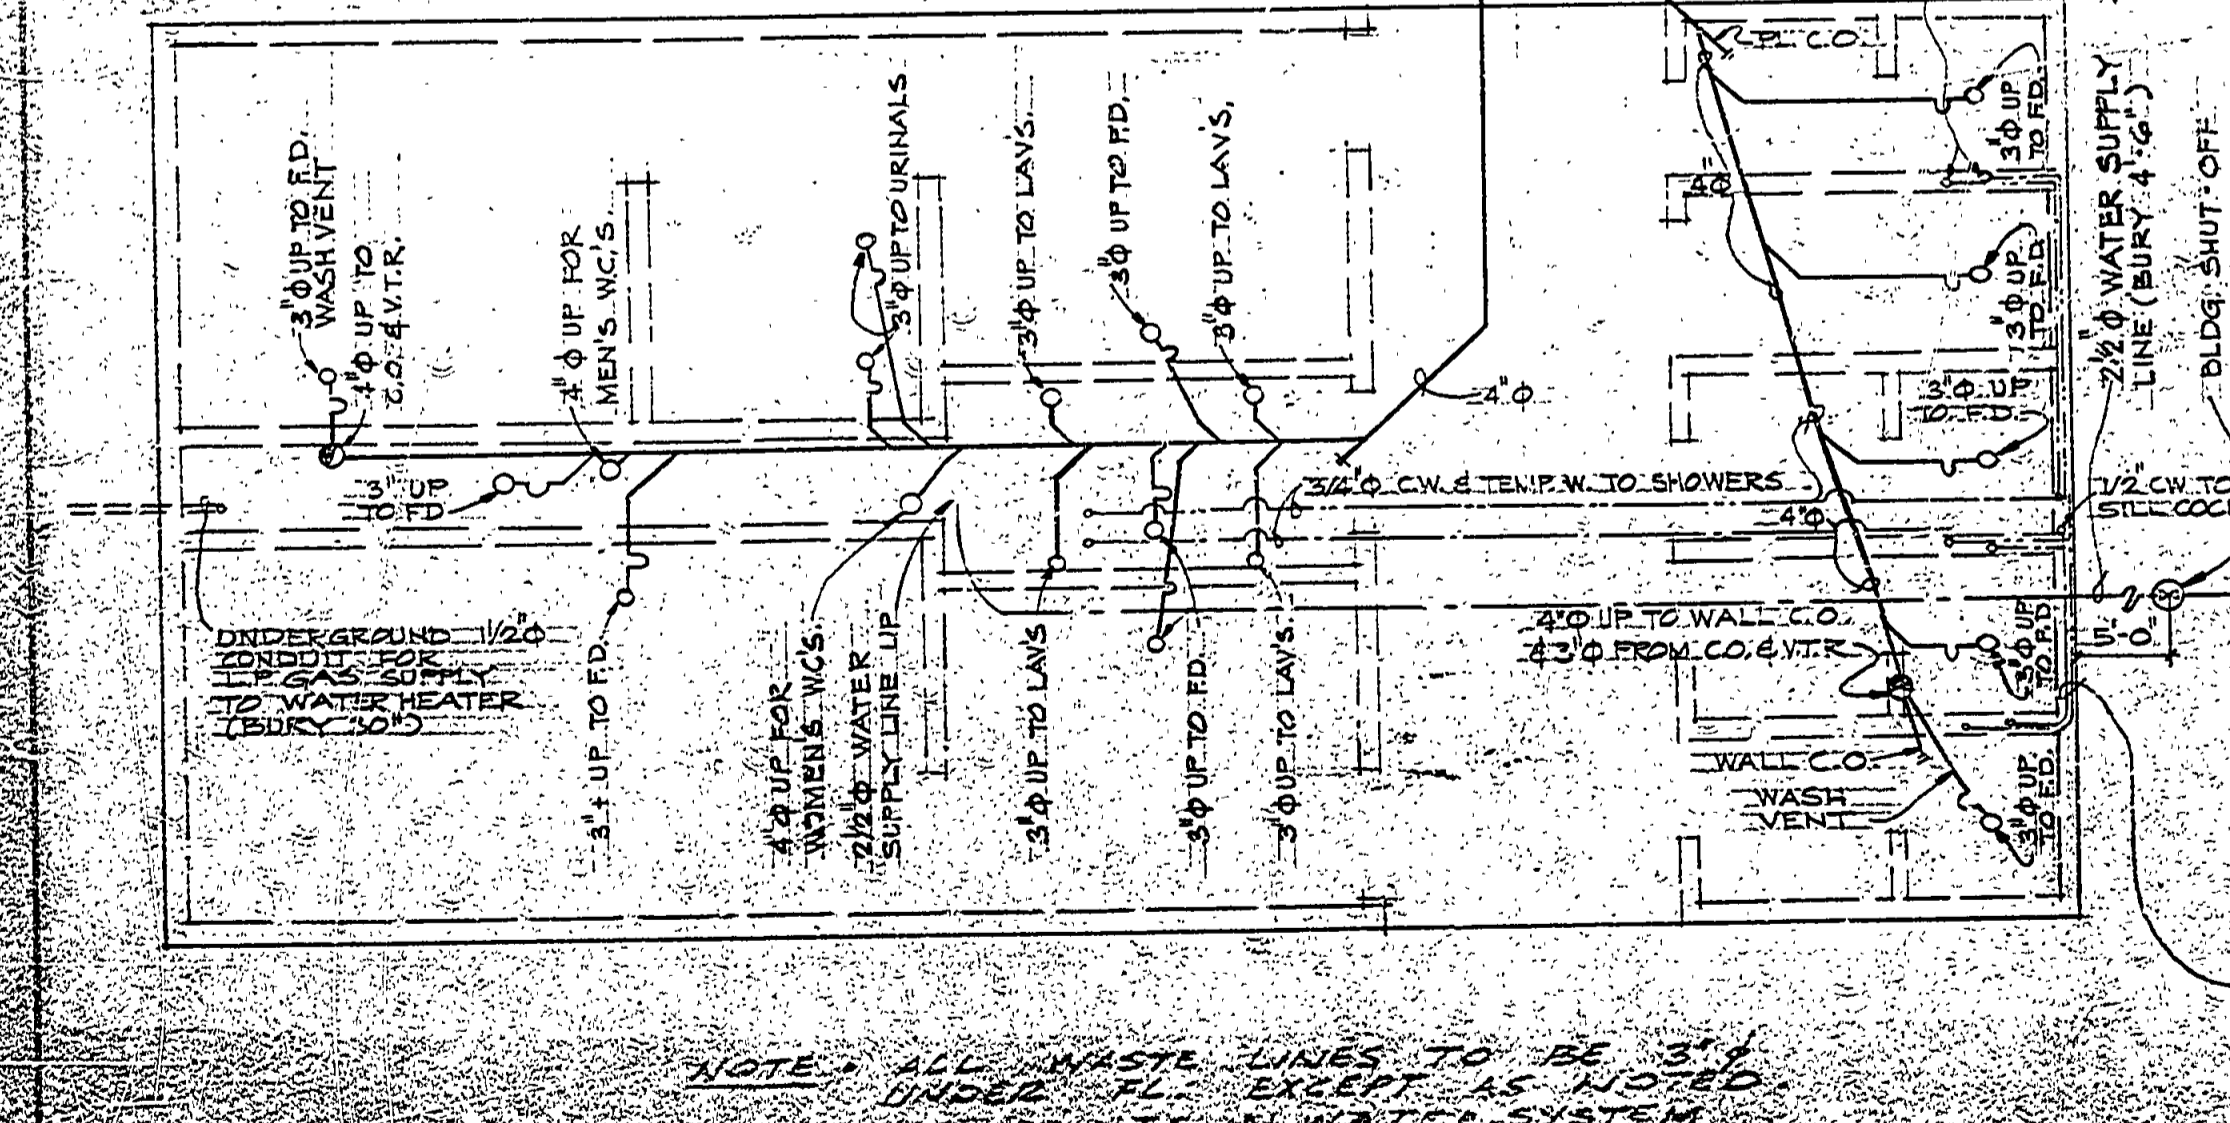 3"Φ UP TO F.D.
WASH VENT
4"Φ UP TO
C.O. & V.T.R.
4"Φ UP FOR
MEN'S W.C.'S.
3"Φ UP TO URINALS
3"Φ UP TO LAV'S.
3"Φ UP TO F.D.
3"Φ UP TO LAV'S.
4"Φ
PL. C.O.
4"Φ
3"Φ UP
TO F.D.
3"Φ UP
TO F.D.
3"Φ UP
TO F.D.
2½"Φ WATER SUPPLY
LINE (BURY 4'-6")
BLDG. SHUT-OFF
3" UP
TO FD
3/4"Φ C.W. & TEMP. W. TO SHOWERS
4"Φ
1/2" CW TO
SILL COCK
UNDERGROUND 1 1/2"Φ
CONDUIT FOR
L.P. GAS SUPPLY
TO WATER HEATER
(BURY 30")
3" UP TO F.D.
4"Φ UP FOR
WOMEN'S W.C.'S.
2½"Φ WATER
SUPPLY LINE UP
3"Φ UP TO LAV'S
3"Φ UP TO F.D.
3"Φ UP TO LAV'S.
4"Φ UP TO WALL C.O.
& 3"Φ FROM C.O. & V.T.R.
3"Φ UP
TO F.D
5'-0"
WALL C.O.
WASH
VENT
3"Φ UP
TO F.D.
NOTE: ALL WASTE LINES TO BE 3"Φ
UNDER FL. EXCEPT AS NOTED.
WATER SYSTEM